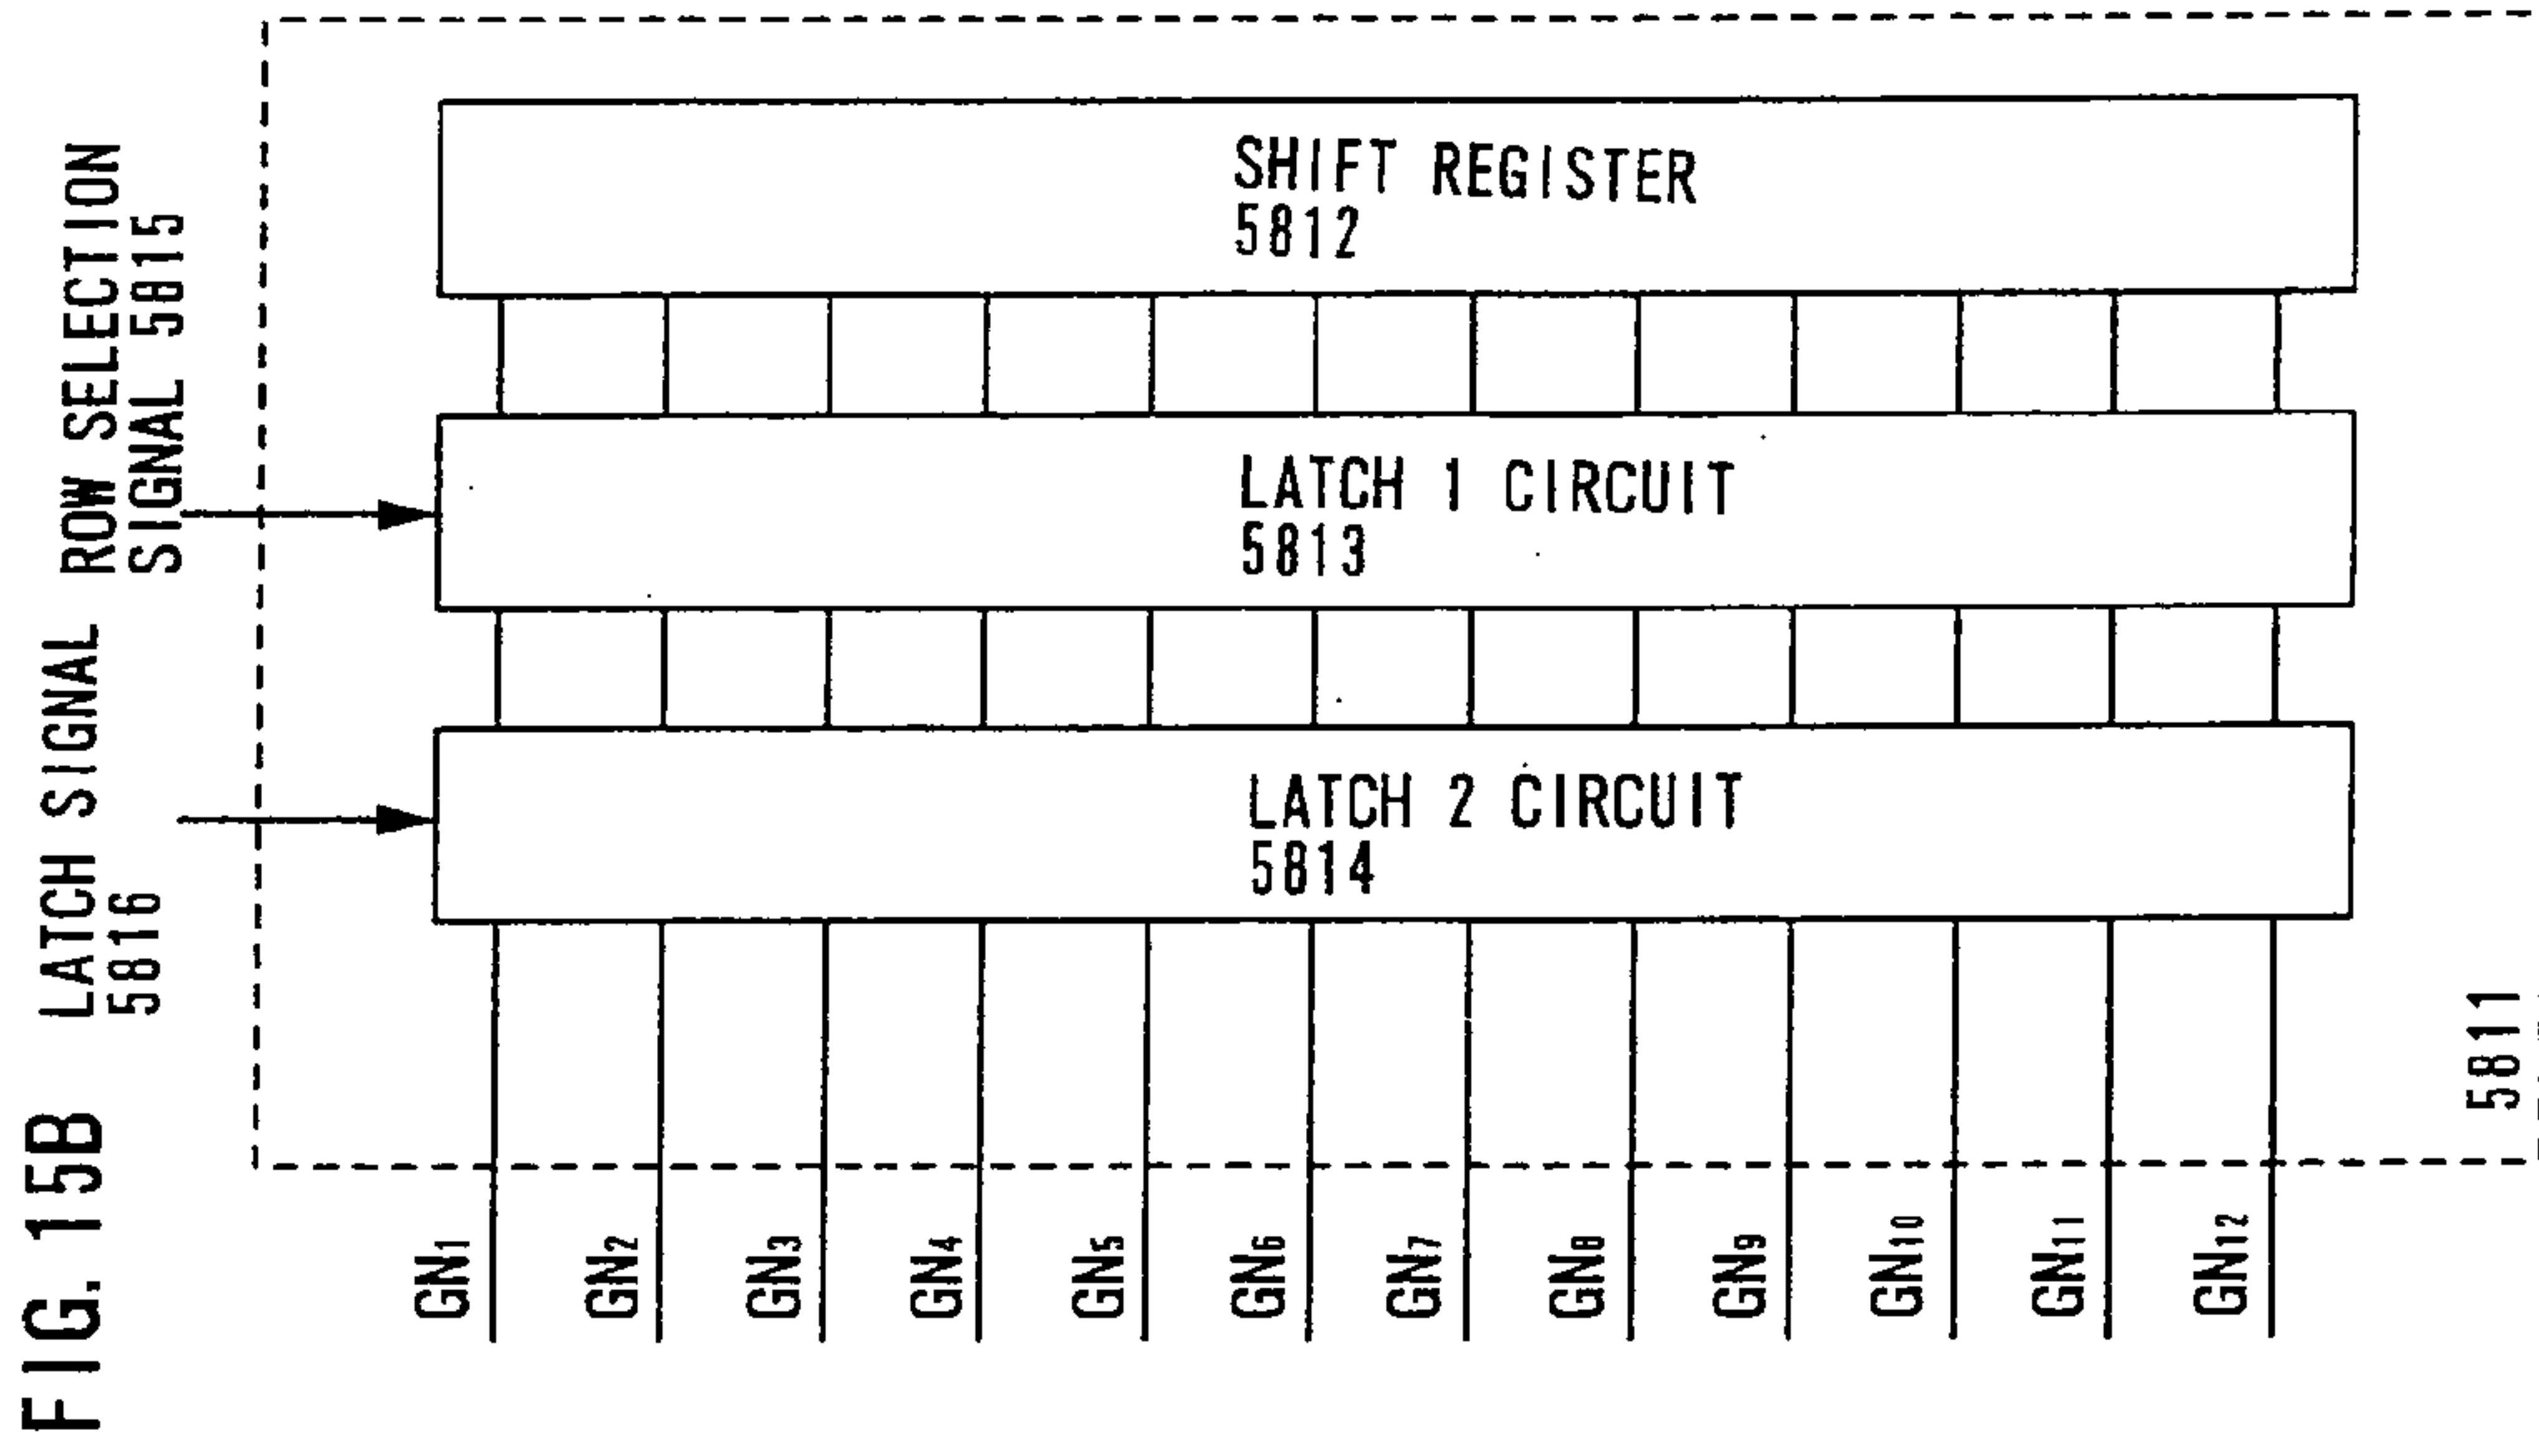 FIG. 15B
ROW SELECTION
SIGNAL 5815
LATCH SIGNAL
5816
SHIFT REGISTER
5812
LATCH 1 CIRCUIT
5813
LATCH 2 CIRCUIT
5814
GN1
GN2
GN3
GN4
GN5
GN6
GN7
GN8
GN9
GN10
GN11
GN12
5811